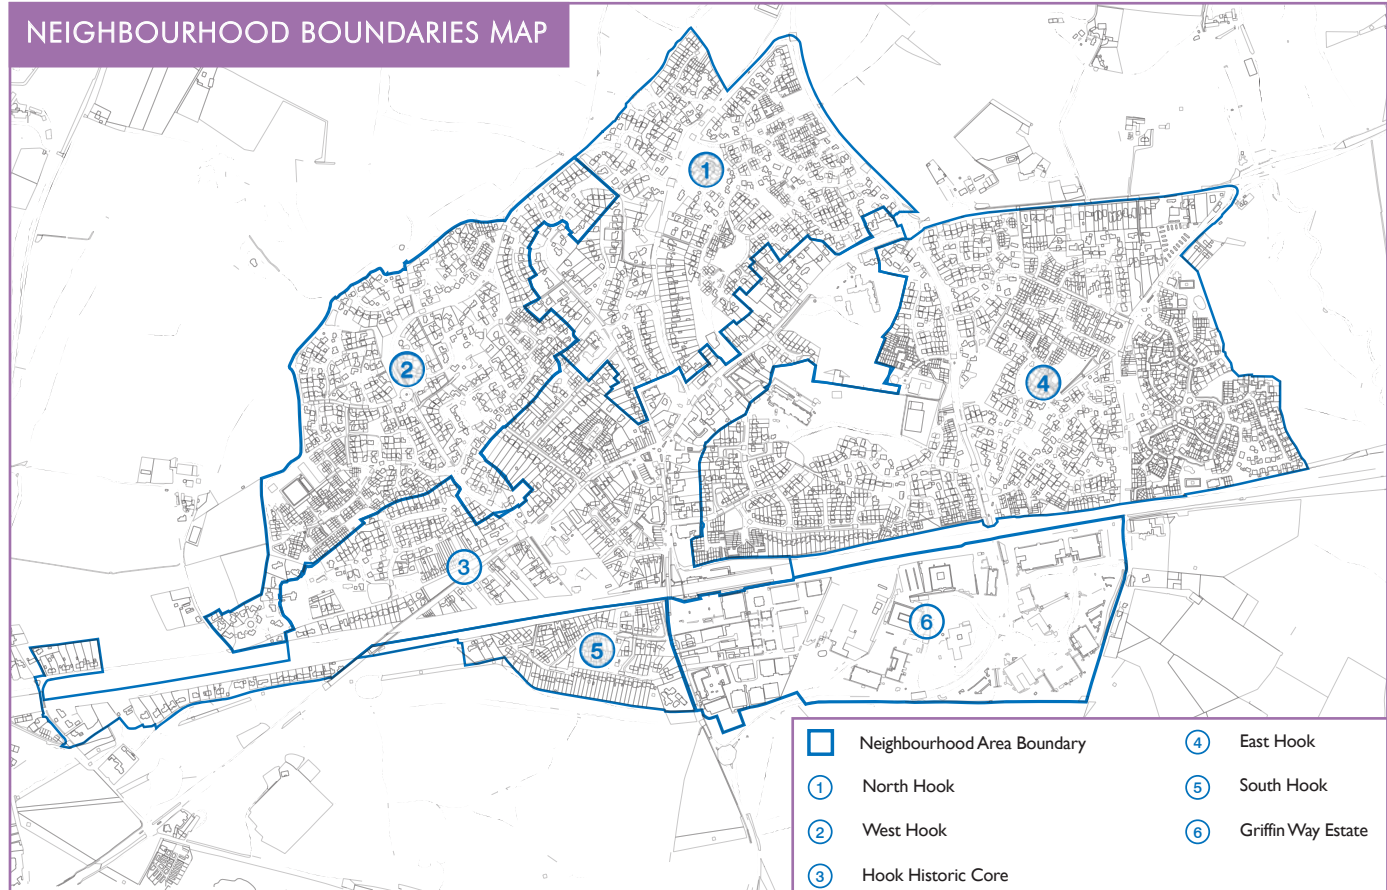 NEIGHBOURHOOD BOUNDARIES MAP
1
2
3
4
5
6
Neighbourhood Area Boundary
1 North Hook
2 West Hook
3 Hook Historic Core
4 East Hook
5 South Hook
6 Griffin Way Estate